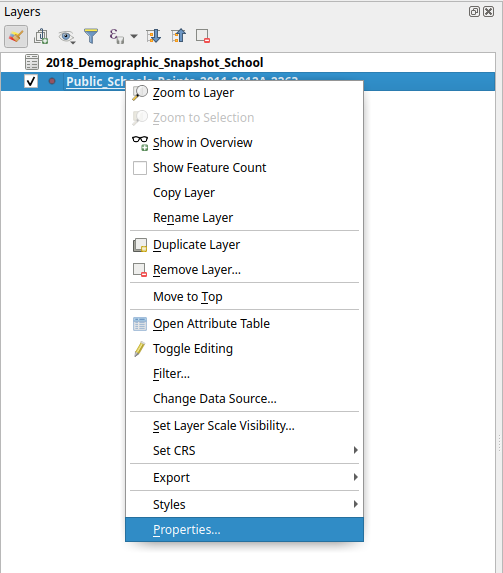 Layers
2018_Demographic_Snapshot_School
Public_Schools_Points_2011-2012A-2263
Zoom to Layer
Zoom to Selection
Show in Overview
Show Feature Count
Copy Layer
Rename Layer
Duplicate Layer
Remove Layer...
Move to Top
Open Attribute Table
Toggle Editing
Filter...
Change Data Source...
Set Layer Scale Visibility...
Set CRS
Export
Styles
Properties...